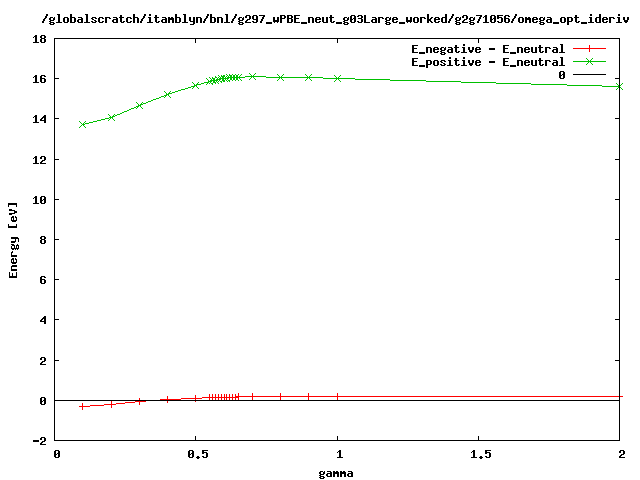 /globalscratch/itamblyn/bnl/g297_wPBE_neut_g03Large_worked/g2g71056/omega_opt_ideriv
18
16
14
12
10
8
6
4
2
0
-2
Energy [eV]
E_negative - E_neutral
E_positive - E_neutral
0
0 0.5 1 1.5 2
gamma